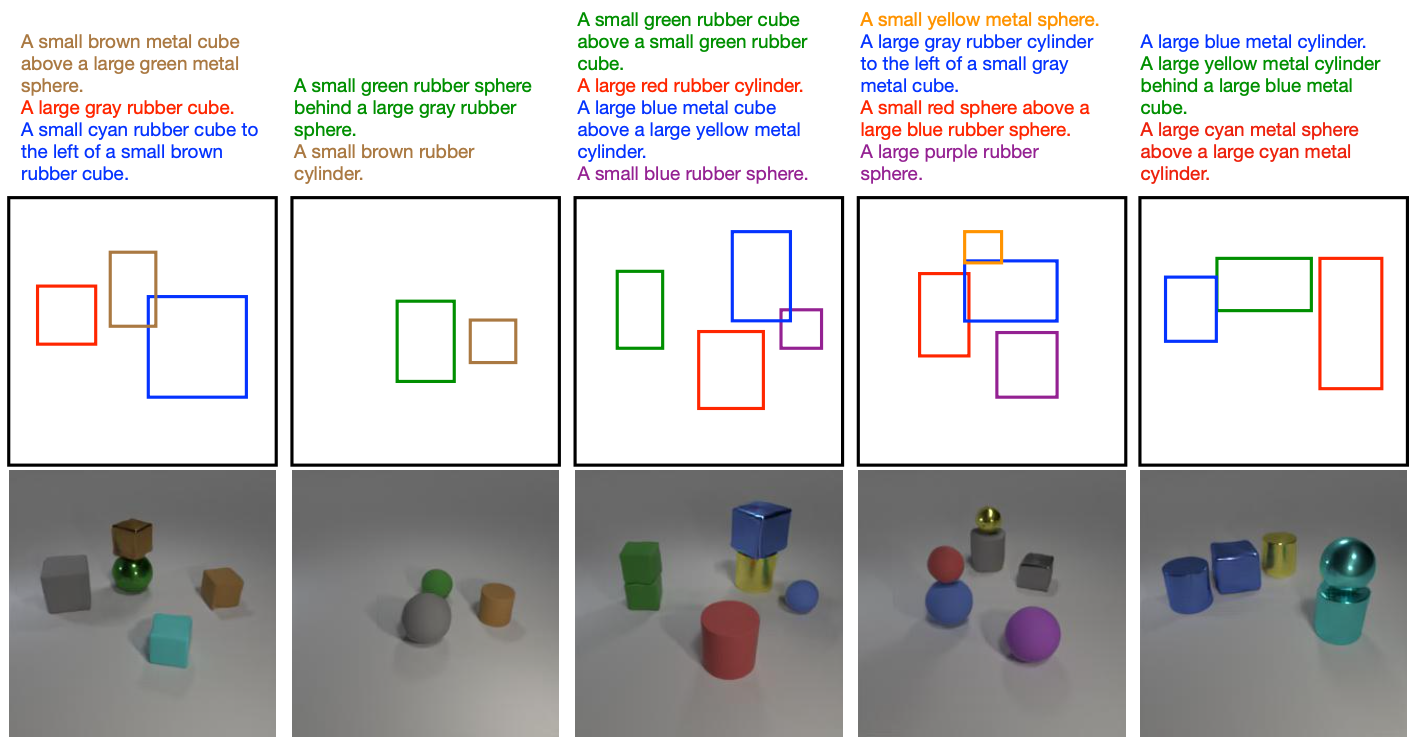 A small brown metal cube
above a large green metal
sphere.
A large gray rubber cube.
A small cyan rubber cube to
the left of a small brown
rubber cube.
A small green rubber sphere
behind a large gray rubber
sphere.
A small brown rubber
cylinder.
A small green rubber cube
above a small green rubber
cube.
A large red rubber cylinder.
A large blue metal cube
above a large yellow metal
cylinder.
A small blue rubber sphere.
A small yellow metal sphere.
A large gray rubber cylinder
to the left of a small gray
metal cube.
A small red sphere above a
large blue rubber sphere.
A large purple rubber
sphere.
A large blue metal cylinder.
A large yellow metal cylinder
behind a large blue metal
cube.
A large cyan metal sphere
above a large cyan metal
cylinder.